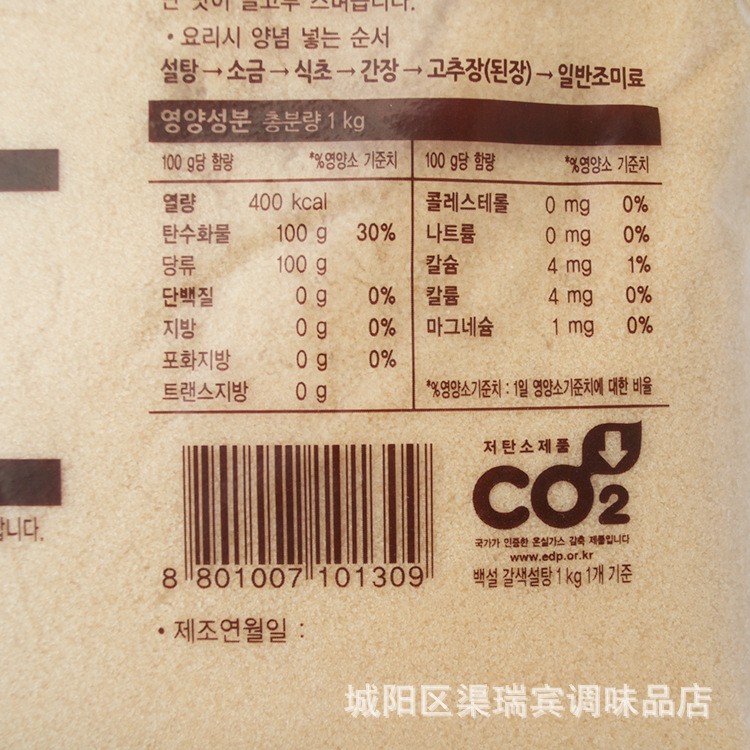 · 요리시 양념 넣는 순서
설탕→소금→식초→간장→고추장(된장)→일반조미료
영양성분 총분량 1 kg
100 g당 함량 *%영양소 기준치
열량 400 kcal
탄수화물 100 g 30%
당류 100 g
단백질 0 g 0%
지방 0 g 0%
포화지방 0 g 0%
트랜스지방 0 g
100 g당 함량 *%영양소 기준치
콜레스테롤 0 mg 0%
나트륨 0 mg 0%
칼슘 4 mg 1%
칼륨 4 mg 0%
마그네슘 1 mg 0%
*%영양소기준치 : 1일 영양소기준치에 대한 비율
합니다.
8 801007 101309
저탄소제품
CO2
국가가 인증한 온실가스 감축 제품입니다
www.edp.or.kr
백설 갈색설탕 1 kg 1개 기준
· 제조연월일 :
城阳区渠瑞宾调味品店